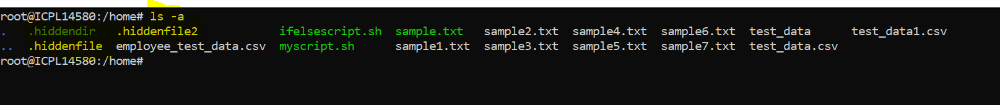 root@ICPL14580:/home# ls -a
. .hiddendir .hiddenfile2 ifelsescript.sh sample.txt sample2.txt sample4.txt sample6.txt test_data test_data1.csv
.. .hiddenfile employee_test_data.csv myscript.sh sample1.txt sample3.txt sample5.txt sample7.txt test_data.csv
root@ICPL14580:/home#